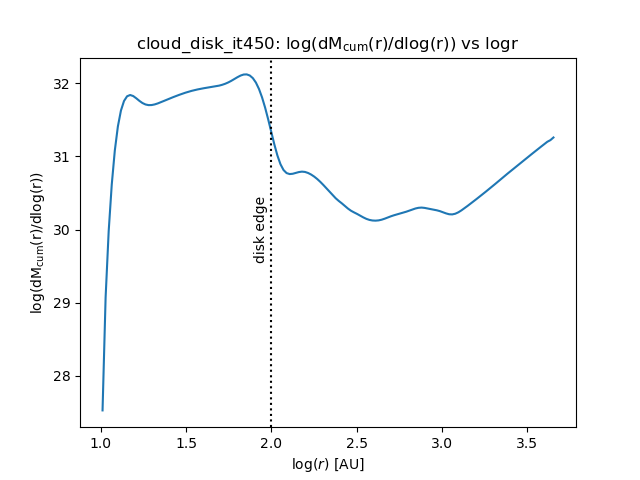 cloud_disk_it450: log(dM_cum(r)/dlog(r)) vs logr
log(dM_cum(r)/dlog(r))
32
31
30
29
28
disk edge
1.0 1.5 2.0 2.5 3.0 3.5
log(r) [AU]